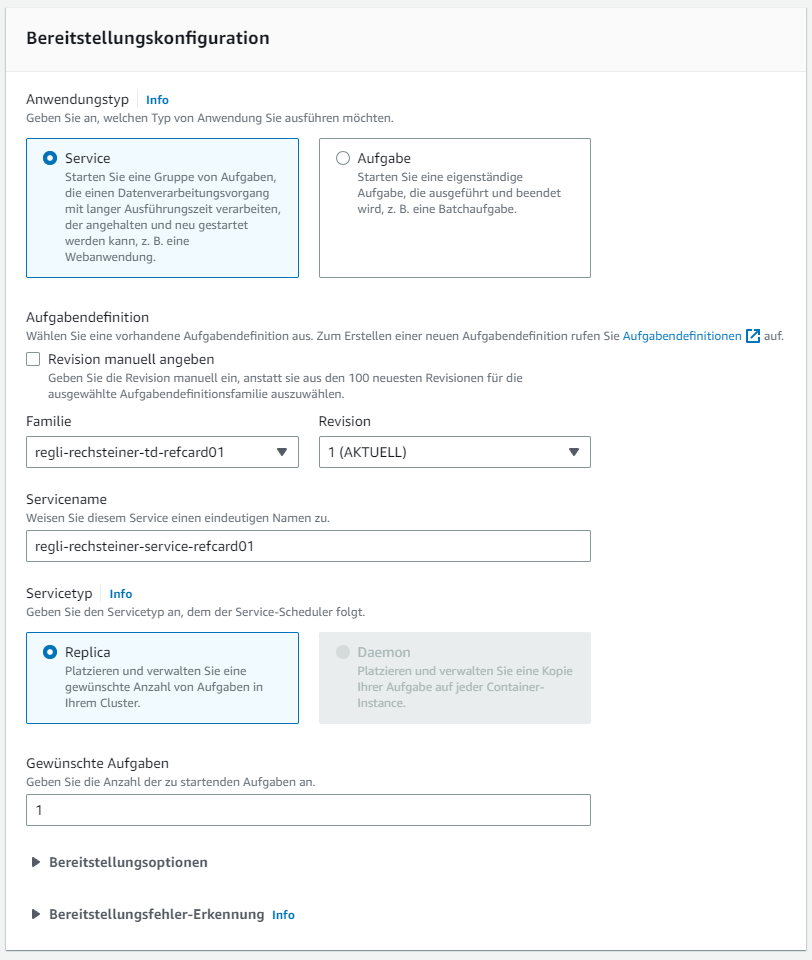 Bereitstellungskonfiguration
Anwendungstyp Info
Geben Sie an, welchen Typ von Anwendung Sie ausführen möchten.
Service
Starten Sie eine Gruppe von Aufgaben,
die einen Datenverarbeitungsvorgang
mit langer Ausführungszeit verarbeiten,
der angehalten und neu gestartet
werden kann, z. B. eine
Webanwendung.
Aufgabe
Starten Sie eine eigenständige
Aufgabe, die ausgeführt und beendet
wird, z. B. eine Batchaufgabe.
Aufgabendefinition
Wählen Sie eine vorhandene Aufgabendefinition aus. Zum Erstellen einer neuen Aufgabendefinition rufen Sie Aufgabendefinitionen auf.
Revision manuell angeben
Geben Sie die Revision manuell ein, anstatt sie aus den 100 neuesten Revisionen für die
ausgewählte Aufgabendefinitionsfamilie auszuwählen.
Familie
regli-rechsteiner-td-refcard01
Revision
1 (AKTUELL)
Servicename
Weisen Sie diesem Service einen eindeutigen Namen zu.
regli-rechsteiner-service-refcard01
Servicetyp Info
Geben Sie den Servicetyp an, dem der Service-Scheduler folgt.
Replica
Platzieren und verwalten Sie eine
gewünschte Anzahl von Aufgaben in
Ihrem Cluster.
Daemon
Platzieren und verwalten Sie eine Kopie
Ihrer Aufgabe auf jeder Container-
Instance.
Gewünschte Aufgaben
Geben Sie die Anzahl der zu startenden Aufgaben an.
1
Bereitstellungsoptionen
Bereitstellungsfehler-Erkennung Info